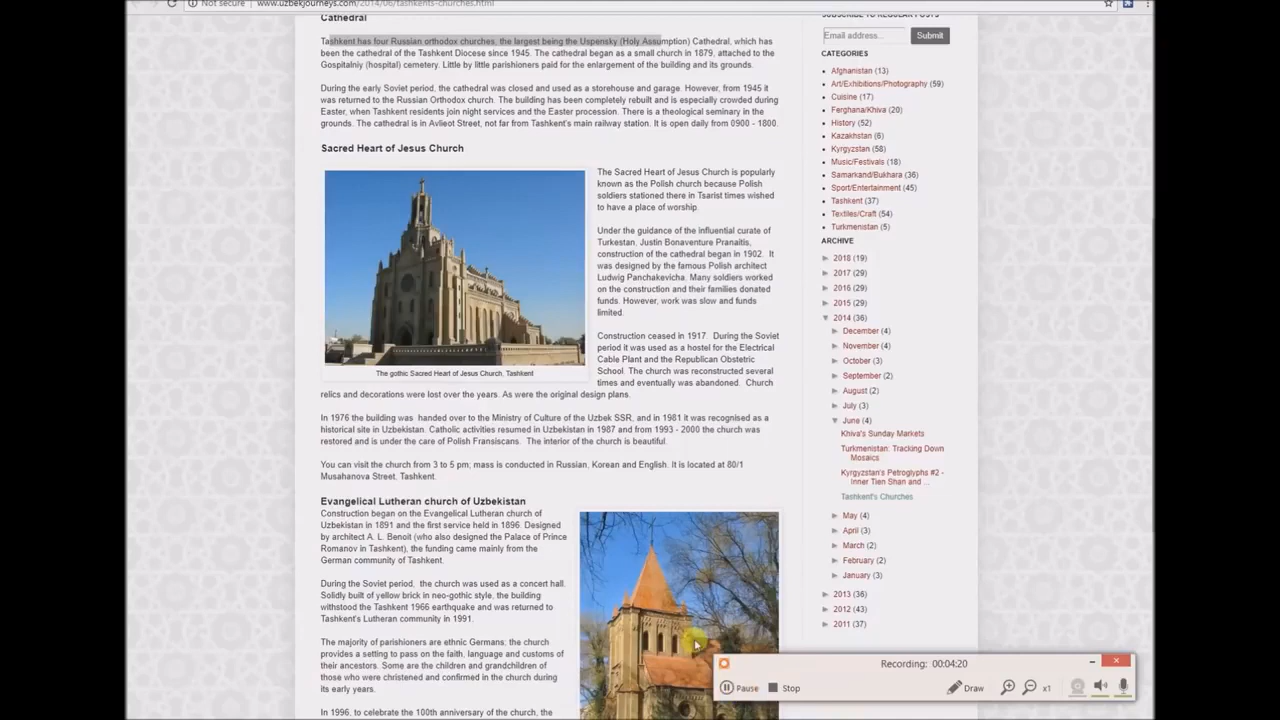 Not secure
www.uzbekjourneys.com/2014/06/tashkents-churches.html
Cathedral
Tashkent has four Russian orthodox churches, the largest being the Uspensky (Holy Assumption) Cathedral, which has
been the cathedral of the Tashkent Diocese since 1945. The cathedral began as a small church in 1879, attached to the
Gospitalniy (hospital) cemetery. Little by little parishioners paid for the enlargement of the building and its grounds.
During the early Soviet period, the cathedral was closed and used as a storehouse and garage. However, from 1945 it
was returned to the Russian Orthodox church. The building has been completely rebuilt and is especially crowded during
Easter, when Tashkent residents join night services and the Easter procession. There is a theological seminary in the
grounds. The cathedral is in Avlieot Street, not far from Tashkent's main railway station. It is open daily from 0900 - 1800.
Sacred Heart of Jesus Church
The Sacred Heart of Jesus Church is popularly
known as the Polish church because Polish
soldiers stationed there in Tsarist times wished
to have a place of worship.
Under the guidance of the influential curate of
Turkestan, Justin Bonaventure Pranaitis,
construction of the cathedral began in 1902. It
was designed by the famous Polish architect
Ludwig Panchakevicha. Many soldiers worked
on the construction and their families donated
funds. However, work was slow and funds
limited.
Construction ceased in 1917. During the Soviet
period it was used as a hostel for the Electrical
Cable Plant and the Republican Obstetric
School. The church was reconstructed several
times and eventually was abandoned. Church
relics and decorations were lost over the years. As were the original design plans.
The gothic Sacred Heart of Jesus Church, Tashkent
In 1976 the building was handed over to the Ministry of Culture of the Uzbek SSR, and in 1981 it was recognised as a
historical site in Uzbekistan. Catholic activities resumed in Uzbekistan in 1987 and from 1993 - 2000 the church was
restored and is under the care of Polish Fransiscans. The interior of the church is beautiful.
You can visit the church from 3 to 5 pm; mass is conducted in Russian, Korean and English. It is located at 80/1
Musahanova Street, Tashkent.
Evangelical Lutheran church of Uzbekistan
Construction began on the Evangelical Lutheran church of
Uzbekistan in 1891 and the first service held in 1896. Designed
by architect A. L. Benoit (who also designed the Palace of Prince
Romanov in Tashkent), the funding came mainly from the
German community of Tashkent.
During the Soviet period, the church was used as a concert hall.
Solidly built of yellow brick in neo-gothic style, the building
withstood the Tashkent 1966 earthquake and was returned to
Tashkent's Lutheran community in 1991.
The majority of parishioners are ethnic Germans: the church
provides a setting to pass on the faith, language and customs of
their ancestors. Some are the children and grandchildren of
those who were christened and confirmed in the church during
its early years.
In 1996, to celebrate the 100th anniversary of the church, the
SUBSCRIBE TO REGULAR POSTS
Email address...
Submit
CATEGORIES
Afghanistan (13)
Art/Exhibitions/Photography (59)
Cuisine (17)
Ferghana/Khiva (20)
History (52)
Kazakhstan (6)
Kyrgyzstan (58)
Music/Festivals (18)
Samarkand/Bukhara (36)
Sport/Entertainment (45)
Tashkent (37)
Textiles/Craft (54)
Turkmenistan (5)
ARCHIVE
2018 (19)
2017 (29)
2016 (29)
2015 (29)
2014 (36)
December (4)
November (4)
October (3)
September (2)
August (2)
July (3)
June (4)
Khiva's Sunday Markets
Turkmenistan: Tracking Down
Mosaics
Kyrgyzstan's Petroglyphs #2 -
Inner Tien Shan and ...
Tashkent's Churches
May (4)
April (3)
March (2)
February (2)
January (3)
2013 (36)
2012 (43)
2011 (37)
Recording: 00:04:20
Pause
Stop
Draw
x1